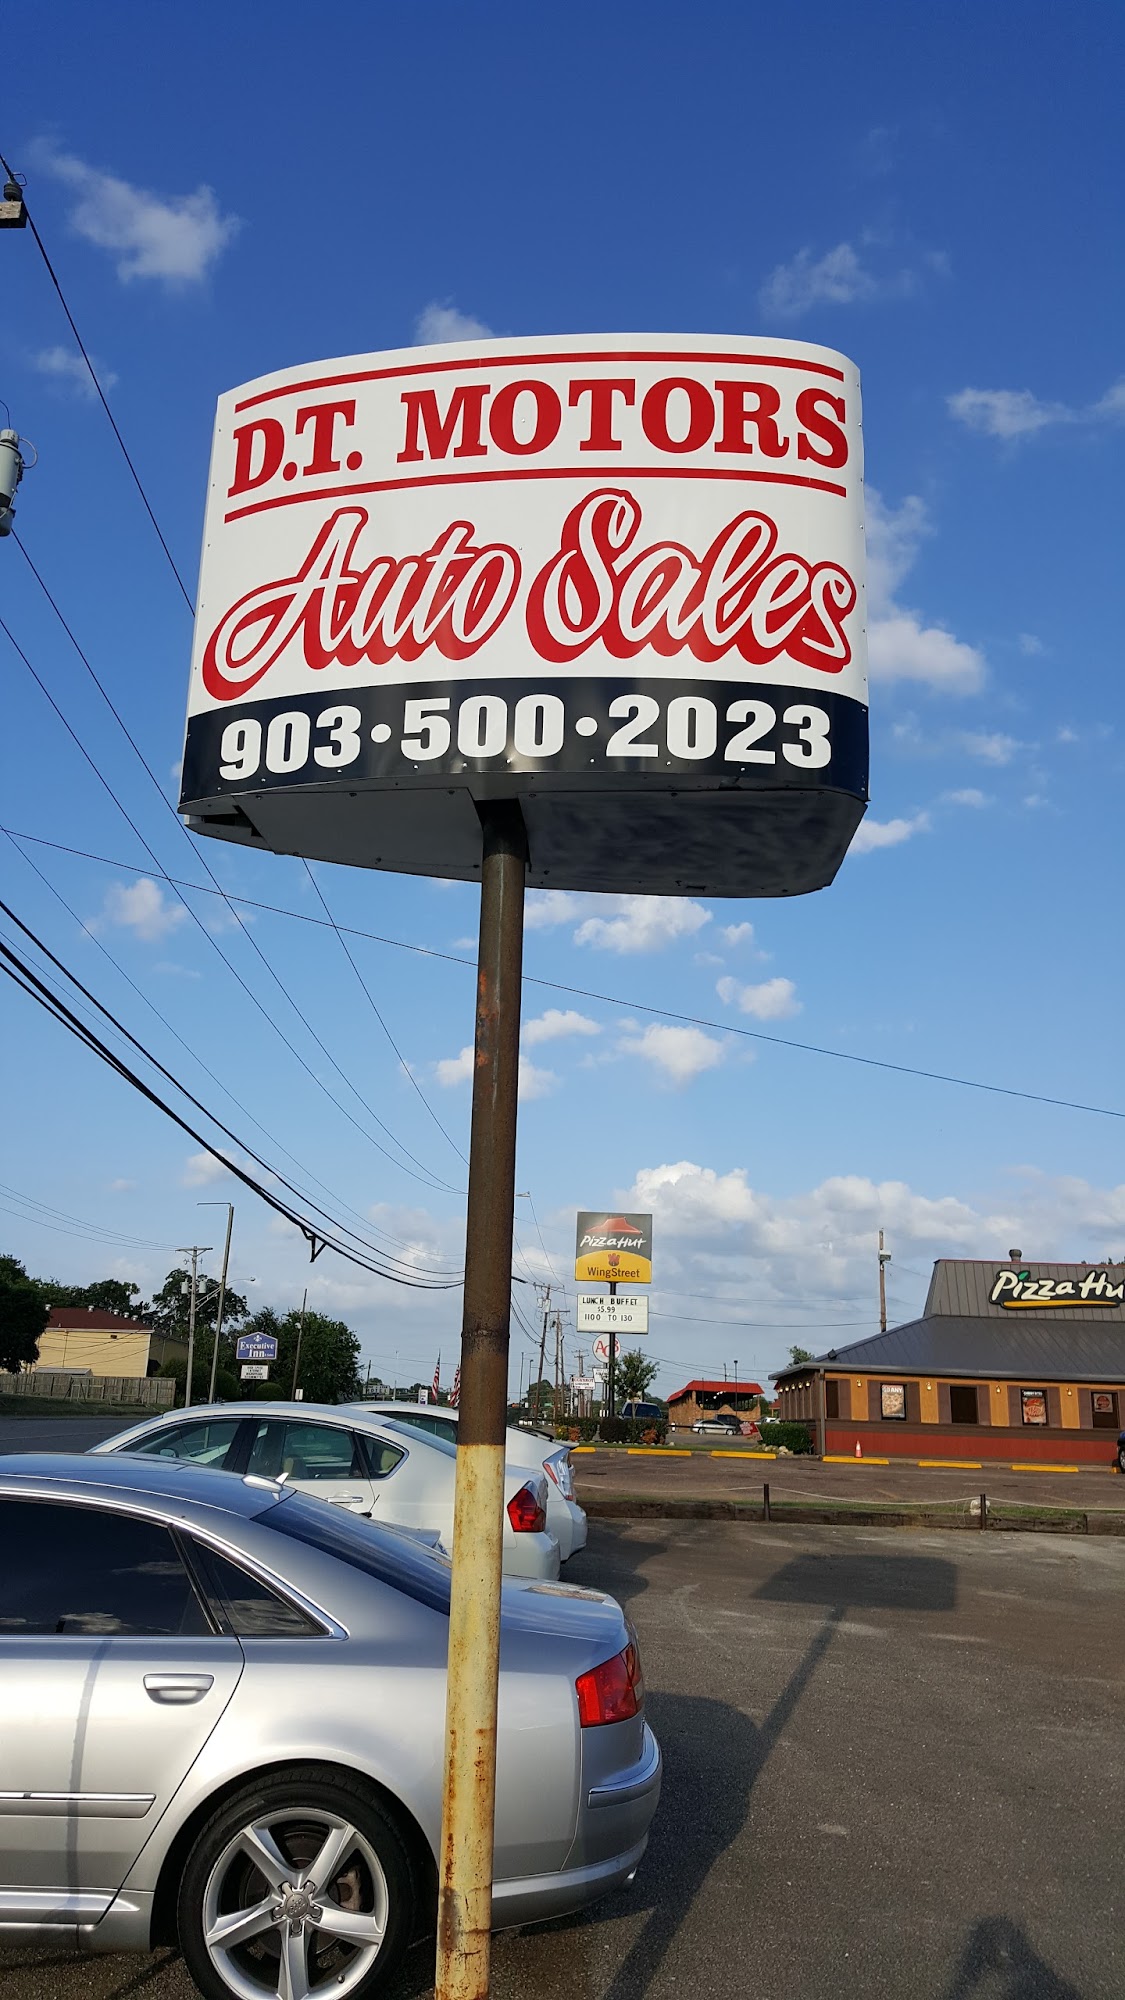 D.T. MOTORS
Auto Sales
903·500·2023
Pizza Hut
WingStreet
LUNCH BUFFET
$5.99
1100 TO 130
Pizza Hu
Executive
Inn